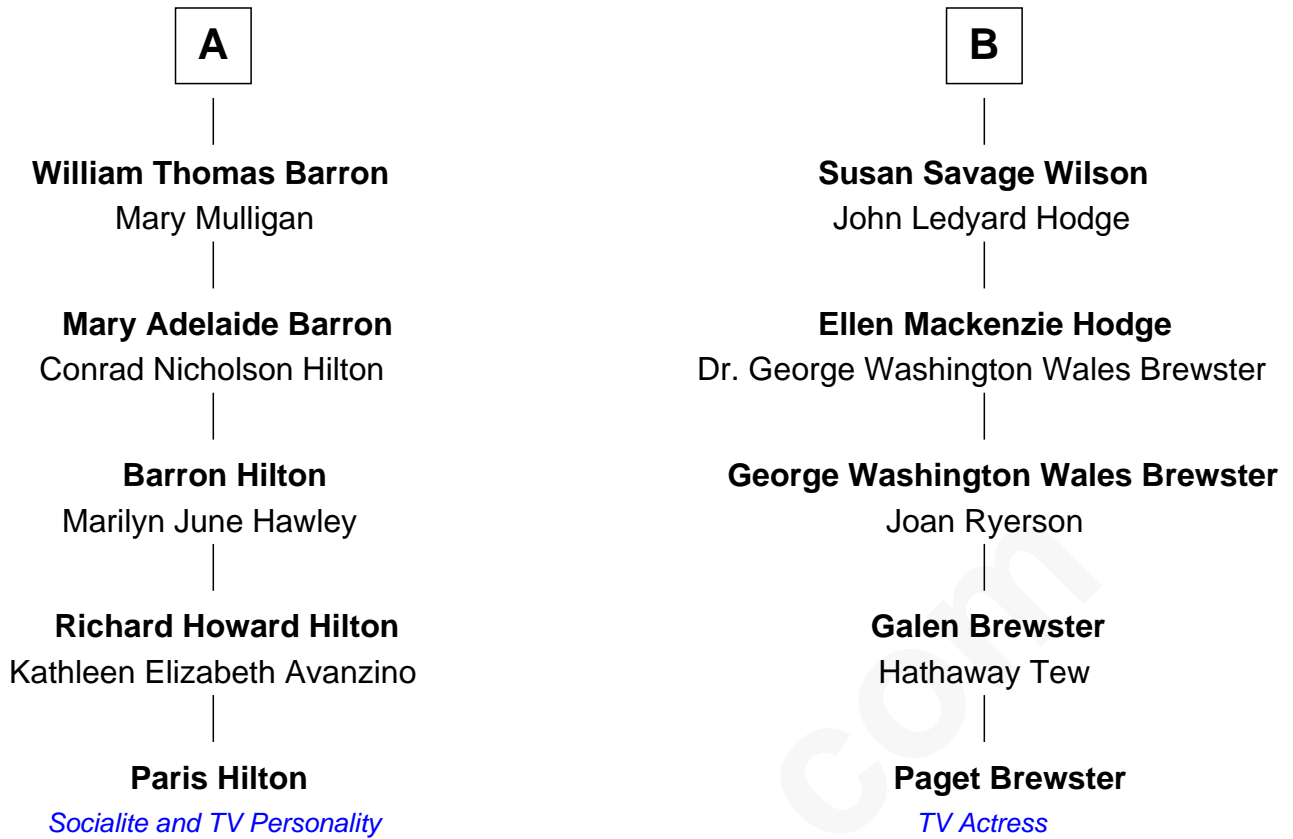 A
William Thomas Barron
Mary Mulligan
Mary Adelaide Barron
Conrad Nicholson Hilton
Barron Hilton
Marilyn June Hawley
Richard Howard Hilton
Kathleen Elizabeth Avanzino
Paris Hilton
Socialite and TV Personality
B
Susan Savage Wilson
John Ledyard Hodge
Ellen Mackenzie Hodge
Dr. George Washington Wales Brewster
George Washington Wales Brewster
Joan Ryerson
Galen Brewster
Hathaway Tew
Paget Brewster
TV Actress
com